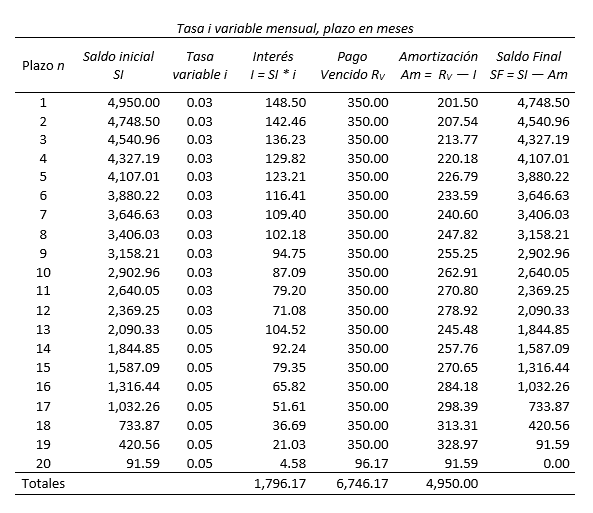 Tasa i variable mensual, plazo en meses
Plazo n Saldo inicial SI Tasa variable i Interés I = SI * i Pago Vencido RV Amortización Am = RV — I Saldo Final SF = SI — Am
1 4,950.00 0.03 148.50 350.00 201.50 4,748.50
2 4,748.50 0.03 142.46 350.00 207.54 4,540.96
3 4,540.96 0.03 136.23 350.00 213.77 4,327.19
4 4,327.19 0.03 129.82 350.00 220.18 4,107.01
5 4,107.01 0.03 123.21 350.00 226.79 3,880.22
6 3,880.22 0.03 116.41 350.00 233.59 3,646.63
7 3,646.63 0.03 109.40 350.00 240.60 3,406.03
8 3,406.03 0.03 102.18 350.00 247.82 3,158.21
9 3,158.21 0.03 94.75 350.00 255.25 2,902.96
10 2,902.96 0.03 87.09 350.00 262.91 2,640.05
11 2,640.05 0.03 79.20 350.00 270.80 2,369.25
12 2,369.25 0.03 71.08 350.00 278.92 2,090.33
13 2,090.33 0.05 104.52 350.00 245.48 1,844.85
14 1,844.85 0.05 92.24 350.00 257.76 1,587.09
15 1,587.09 0.05 79.35 350.00 270.65 1,316.44
16 1,316.44 0.05 65.82 350.00 284.18 1,032.26
17 1,032.26 0.05 51.61 350.00 298.39 733.87
18 733.87 0.05 36.69 350.00 313.31 420.56
19 420.56 0.05 21.03 350.00 328.97 91.59
20 91.59 0.05 4.58 96.17 91.59 0.00
Totales 1,796.17 6,746.17 4,950.00